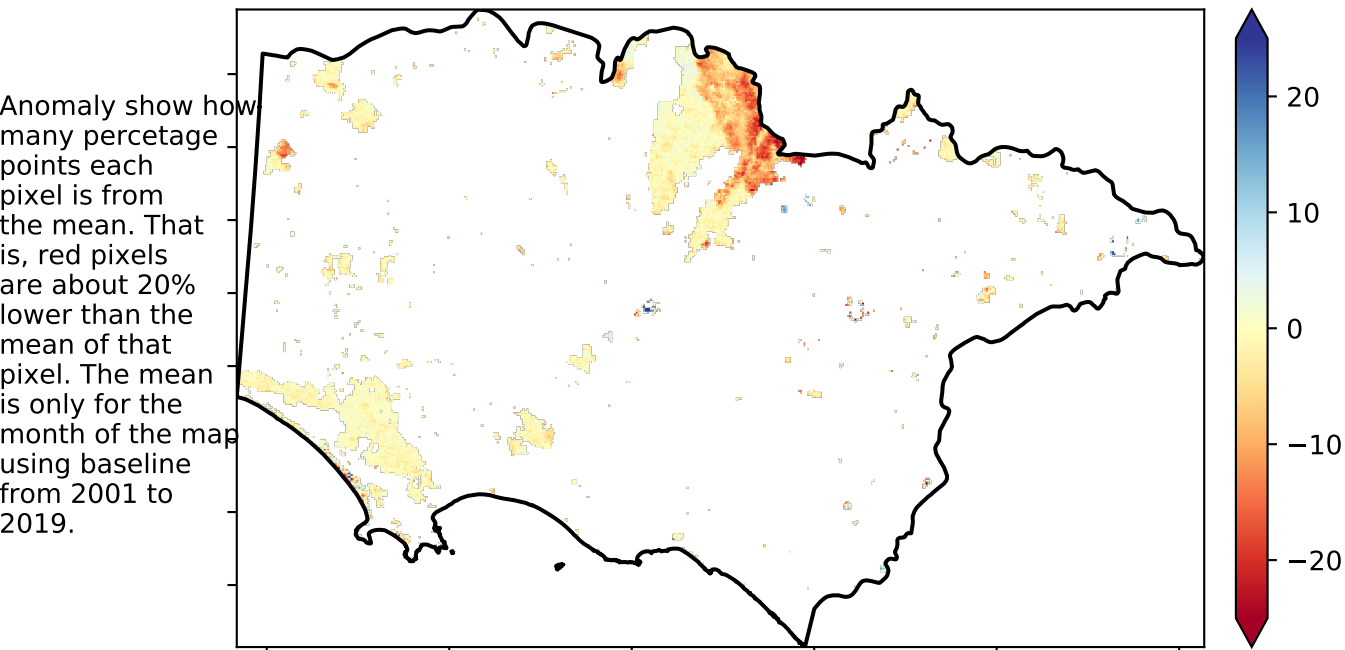 Anomaly show how
many percetage
points each
pixel is from
the mean. That
is, red pixels
are about 20%
lower than the
mean of that
pixel. The mean
is only for the
month of the map
using baseline
from 2001 to
2019.
20
10
0
−10
−20